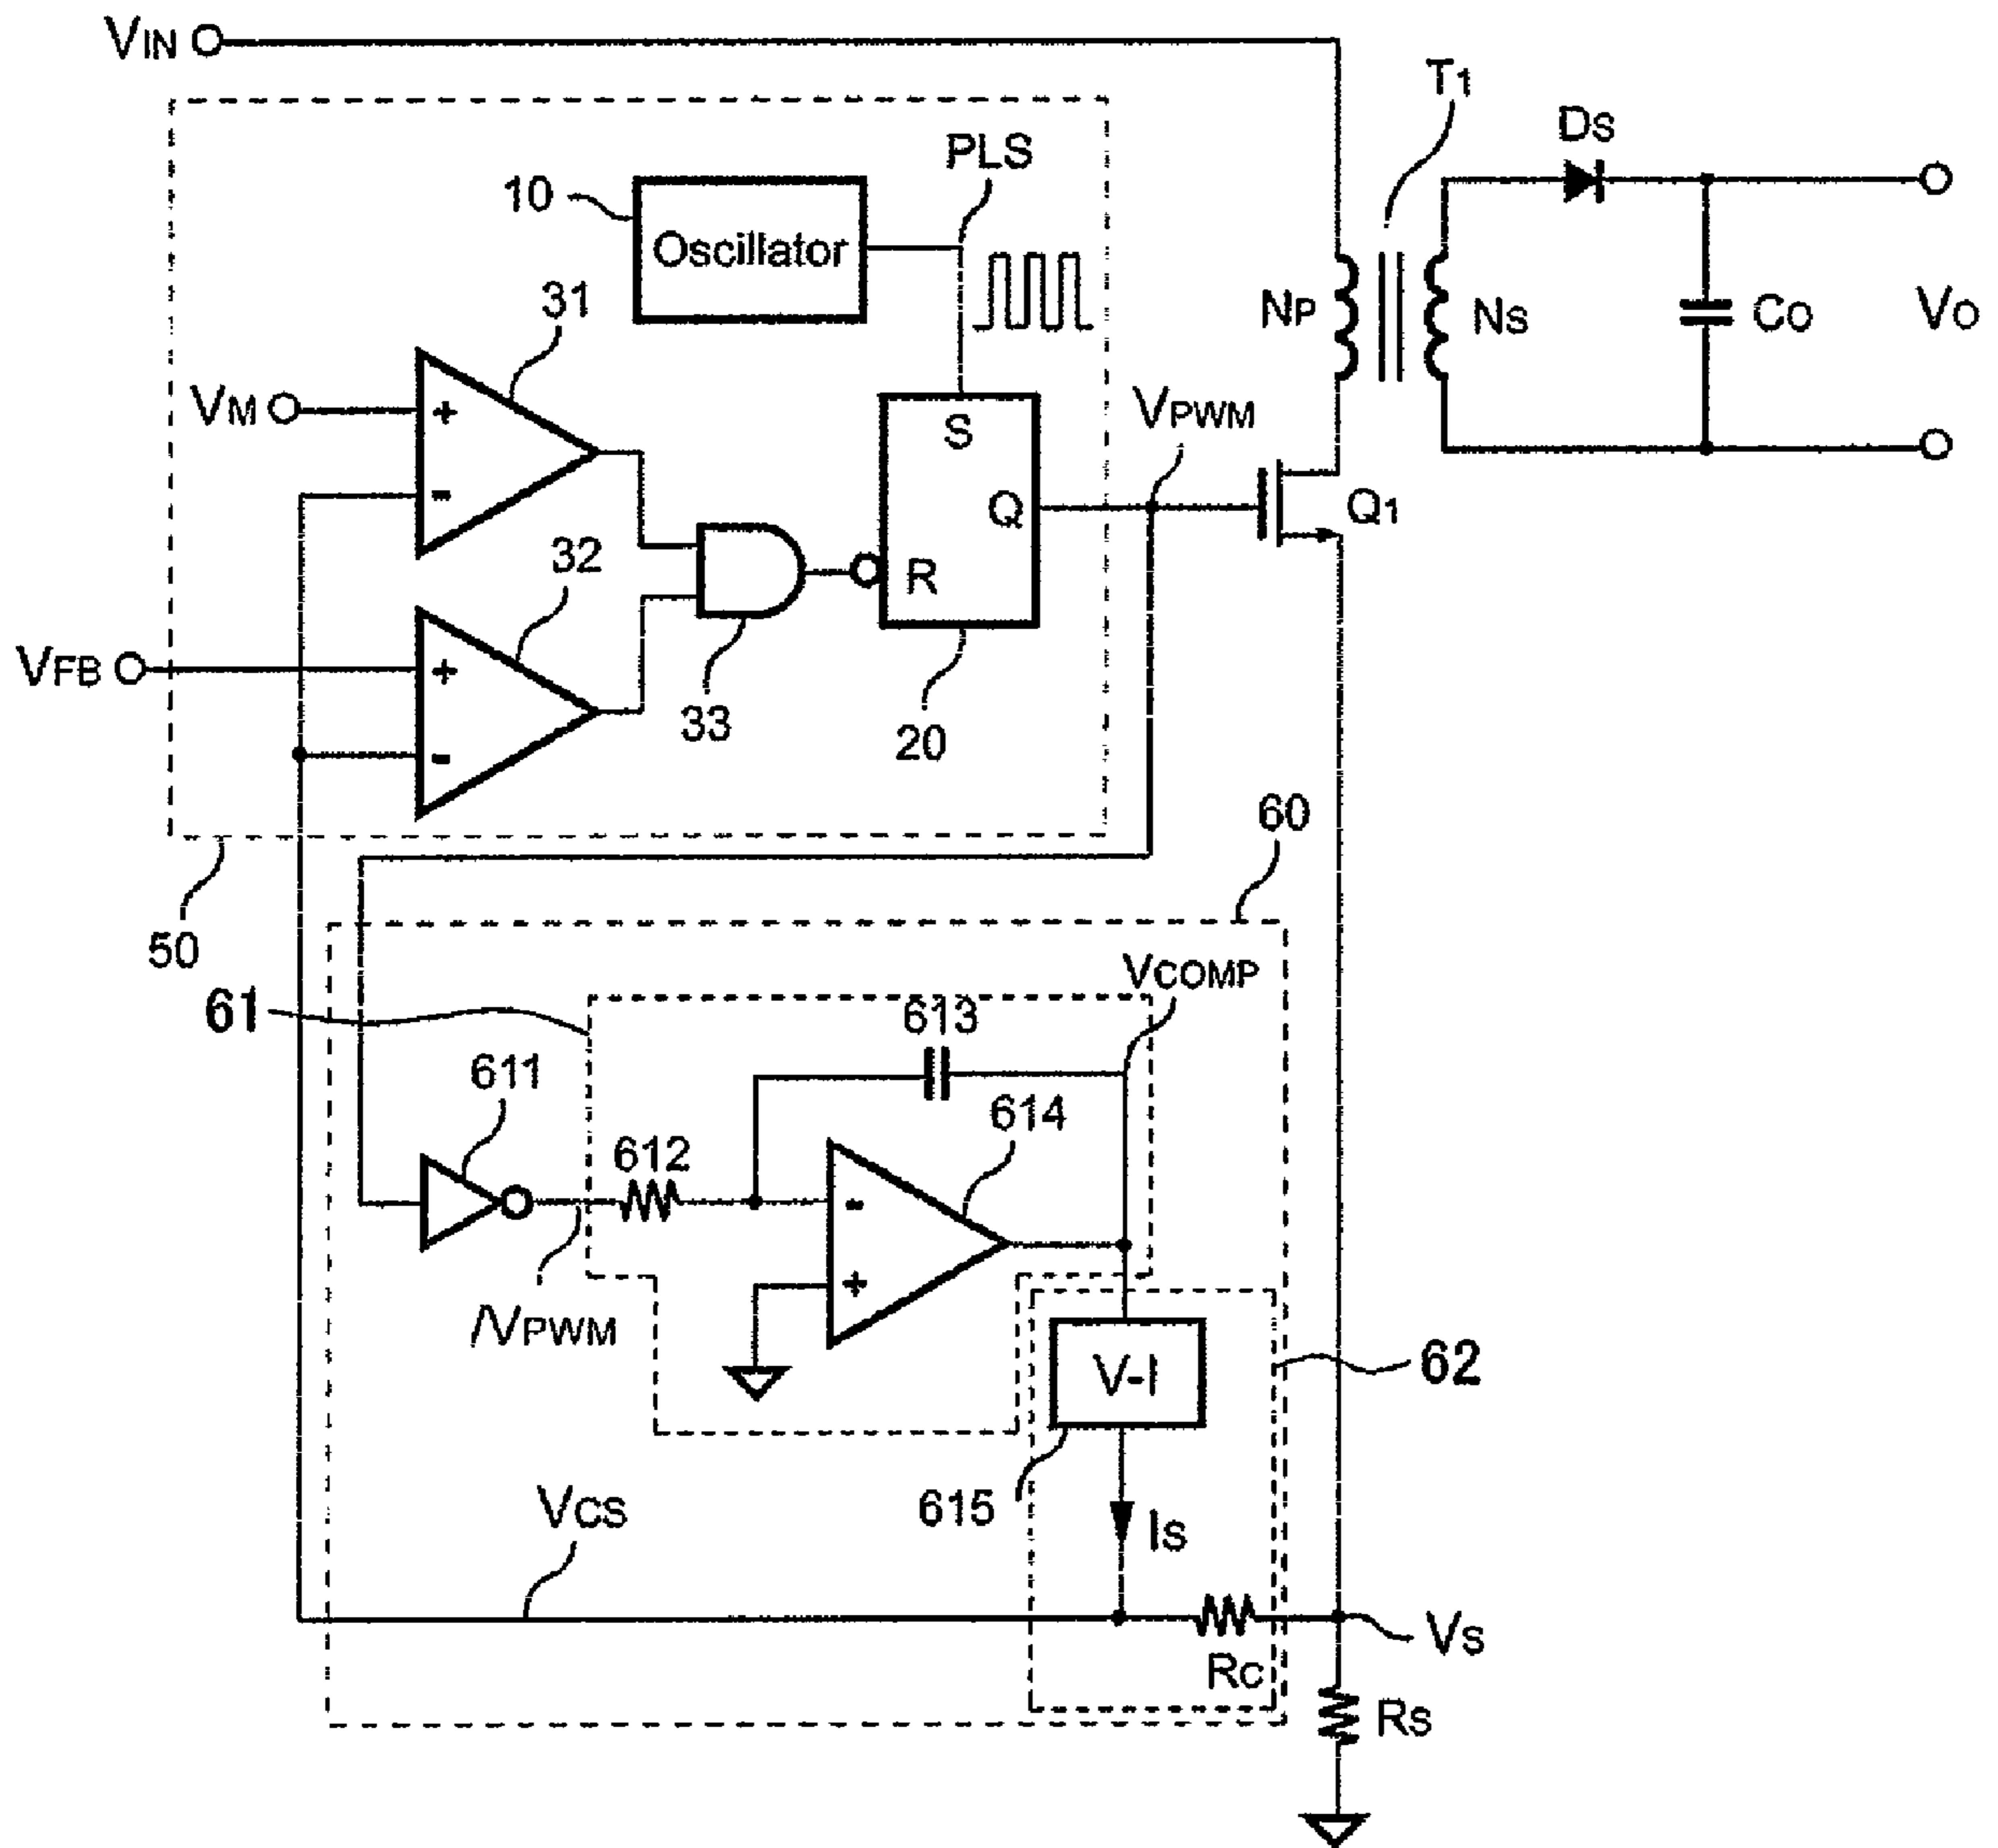 VIN
T1
DS
PLS
10
Oscillator
31
NP
NS
CO
VO
VM
+
-
S
VPWM
Q
Q1
32
R
VFB
+
-
33
20
60
50
VCOMP
61
613
611
614
612
-
+
/VPWM
V-I
62
615
VCS
IS
RC
VS
RS